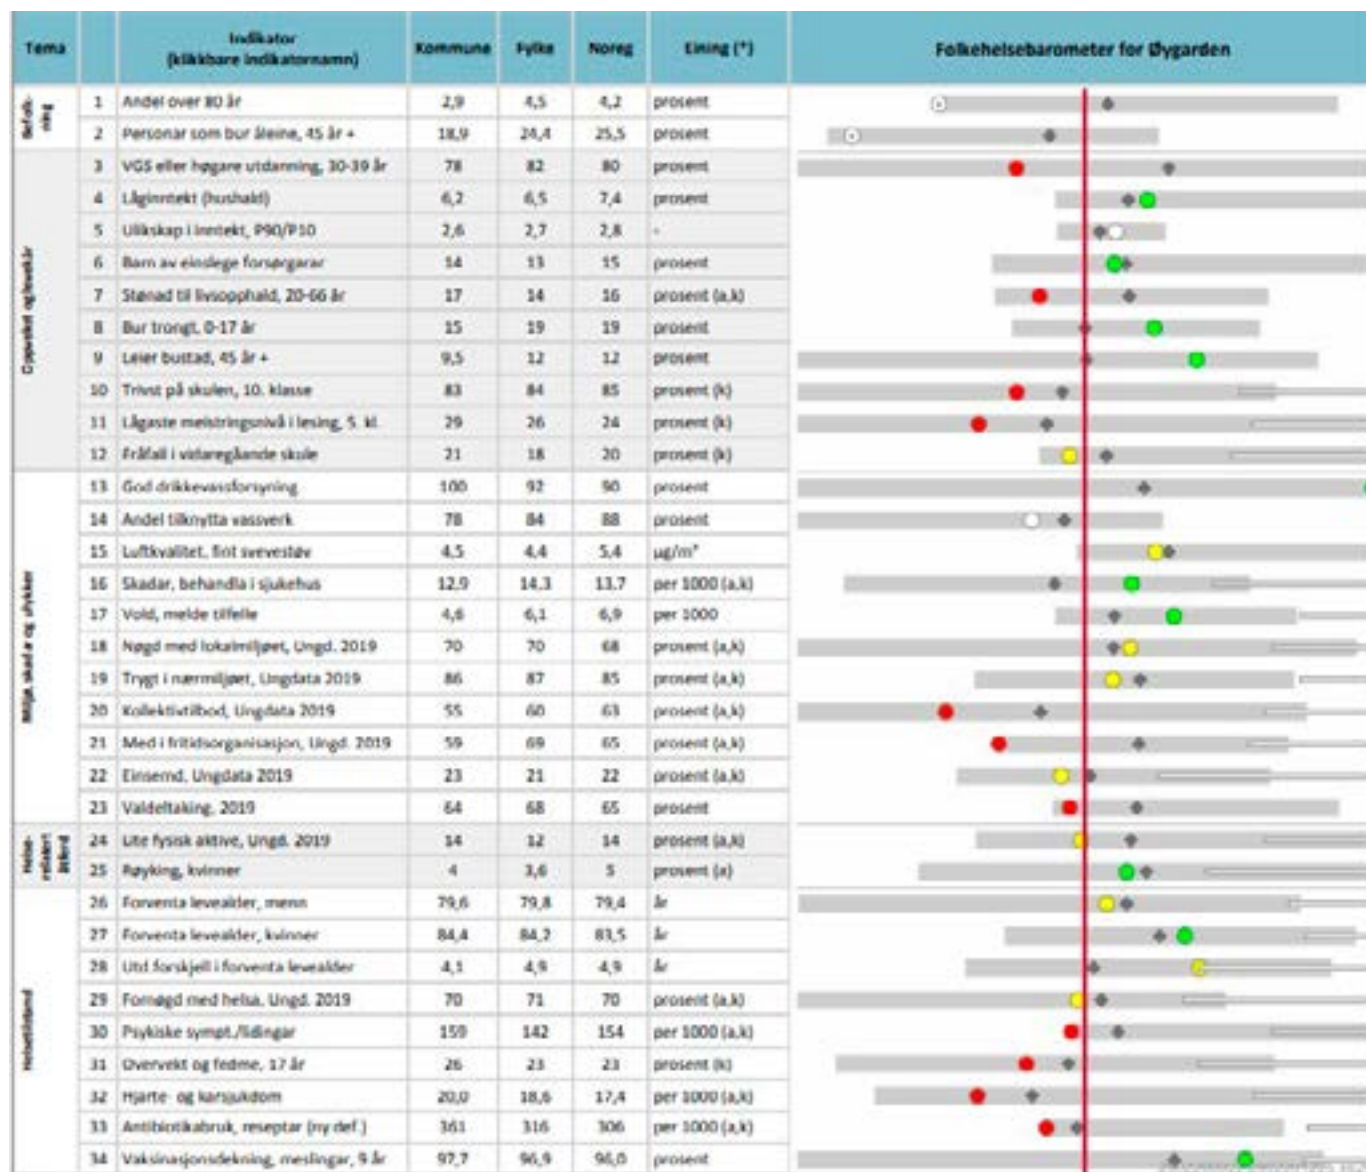 Tema Indikator (klikkbare indikatornamn) Kommune Fylke Noreg Eining (*) Folkehelsebarometer for Øygarden
Befolk-
ning
1 Andel over 80 år 2,9 4,5 4,2 prosent
2 Personar som bur åleine, 45 år + 18,9 24,4 25,5 prosent
Oppvekst og levekår
3 VGS eller høgare utdanning, 30-39 år 78 82 80 prosent
4 Låginntekt (hushald) 6,2 6,5 7,4 prosent
5 Ulikskap i inntekt, P90/P10 2,6 2,7 2,8 -
6 Barn av einslege forsørgarar 14 13 15 prosent
7 Stønad til livsopphald, 20-66 år 17 14 16 prosent (a,k)
8 Bur trongt, 0-17 år 15 19 19 prosent
9 Leier bustad, 45 år + 9,5 12 12 prosent
10 Trivst på skulen, 10. klasse 83 84 85 prosent (k)
11 Lågaste meistringsnivå i lesing, 5. kl. 29 26 24 prosent (k)
12 Fråfall i vidaregåande skule 21 18 20 prosent (k)
Miljø, skadar og ulykker
13 God drikkevassforsyning 100 92 90 prosent
14 Andel tilknytta vassverk 78 84 88 prosent
15 Luftkvalitet, fint svevestøv 4,5 4,4 5,4 µg/m³
16 Skadar, behandla i sjukehus 12,9 14,3 13,7 per 1000 (a,k)
17 Vold, melde tilfelle 4,6 6,1 6,9 per 1000
18 Nøgd med lokalmiljøet, Ungd. 2019 70 70 68 prosent (a,k)
19 Trygt i nærmiljøet, Ungdata 2019 86 87 85 prosent (a,k)
20 Kollektivtilbod, Ungdata 2019 55 60 63 prosent (a,k)
21 Med i fritidsorganisasjon, Ungd. 2019 59 69 65 prosent (a,k)
22 Einsemd, Ungdata 2019 23 21 22 prosent (a,k)
23 Valdeltaking, 2019 64 68 65 prosent
Helse-
relatert
åtferd
24 Lite fysisk aktive, Ungd. 2019 14 12 14 prosent (a,k)
25 Røyking, kvinner 4 3,6 5 prosent (a)
Helsetilstand
26 Forventa levealder, menn 79,6 79,8 79,4 år
27 Forventa levealder, kvinner 84,4 84,2 83,5 år
28 Utd.forskjell i forventa levealder 4,1 4,9 4,9 år
29 Fornøgd med helsa, Ungd. 2019 70 71 70 prosent (a,k)
30 Psykiske sympt./lidingar 159 142 154 per 1000 (a,k)
31 Overvekt og fedme, 17 år 26 23 23 prosent (k)
32 Hjarte- og karsjukdom 20,0 18,6 17,4 per 1000 (a,k)
33 Antibiotikabruk, reseptar (ny def.) 361 316 306 per 1000 (a,k)
34 Vaksinasjonsdekning, meslingar, 9 år 97,7 96,9 96,0 prosent